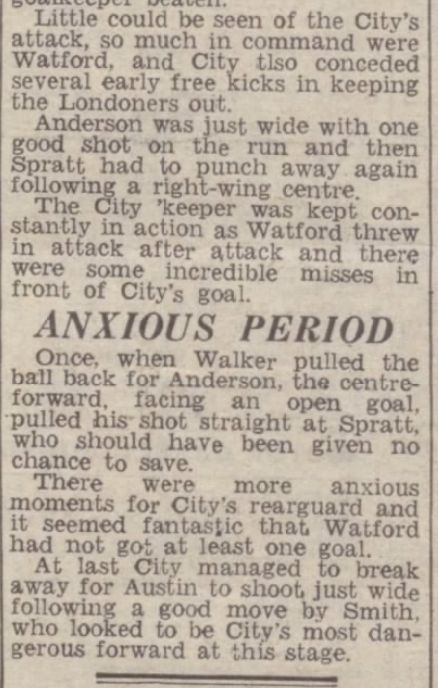 goalkeeper beaten.
Little could be seen of the City's
attack, so much in command were
Watford, and City tlso conceded
several early free kicks in keeping
the Londoners out.
Anderson was just wide with one
good shot on the run and then
Spratt had to punch away again
following a right-wing centre.
The City 'keeper was kept con-
stantly in action as Watford threw
in attack after attack and there
were some incredible misses in
front of City's goal.
ANXIOUS PERIOD
Once, when Walker pulled the
ball back for Anderson, the centre-
forward, facing an open goal,
pulled his shot straight at Spratt,
who should have been given no
chance to save.
There were more anxious
moments for City's rearguard and
it seemed fantastic that Watford
had not got at least one goal.
At last City managed to break
away for Austin to shoot just wide
following a good move by Smith,
who looked to be City's most dan-
gerous forward at this stage.